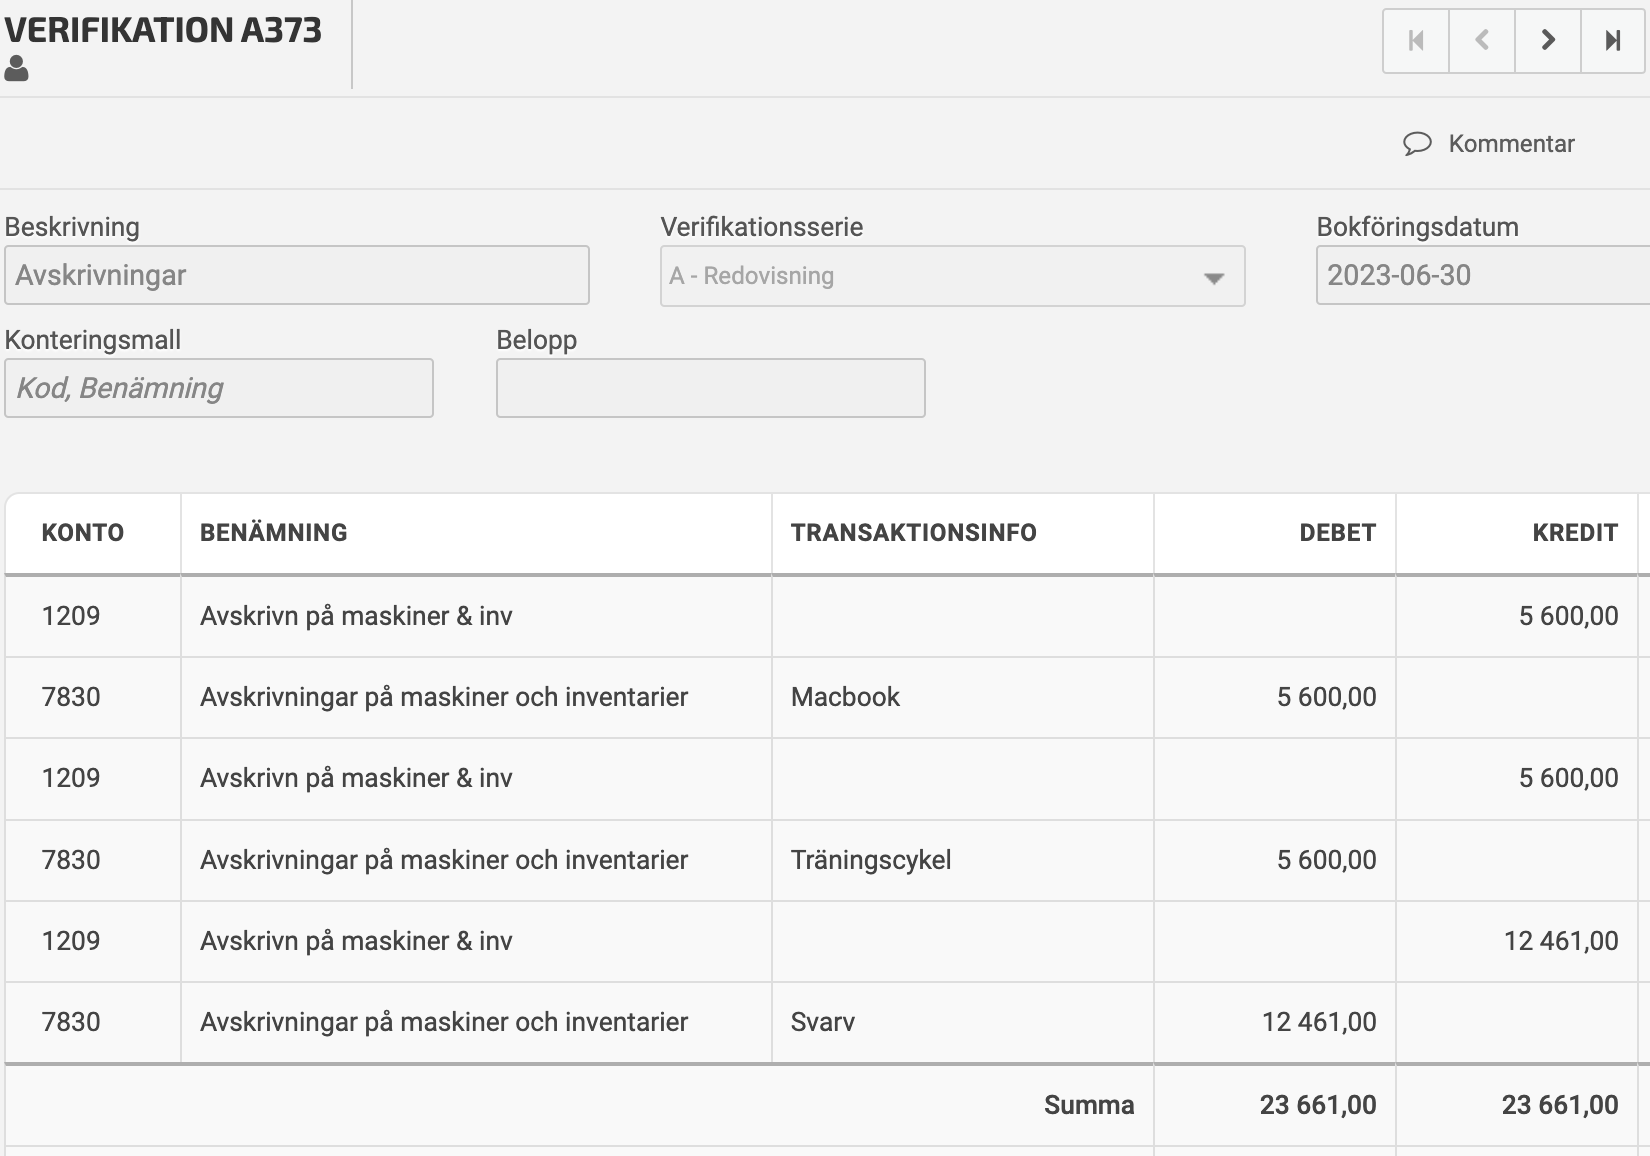 VERIFIKATION A373
Kommentar
Beskrivning Verifikationsserie Bokföringsdatum
Avskrivningar A - Redovisning 2023-06-30
Konteringsmall Belopp
Kod, Benämning
KONTO BENÄMNING TRANSAKTIONSINFO DEBET KREDIT
1209 Avskrivn på maskiner & inv 5 600,00
7830 Avskrivningar på maskiner och inventarier Macbook 5 600,00
1209 Avskrivn på maskiner & inv 5 600,00
7830 Avskrivningar på maskiner och inventarier Träningscykel 5 600,00
1209 Avskrivn på maskiner & inv 12 461,00
7830 Avskrivningar på maskiner och inventarier Svarv 12 461,00
Summa 23 661,00 23 661,00